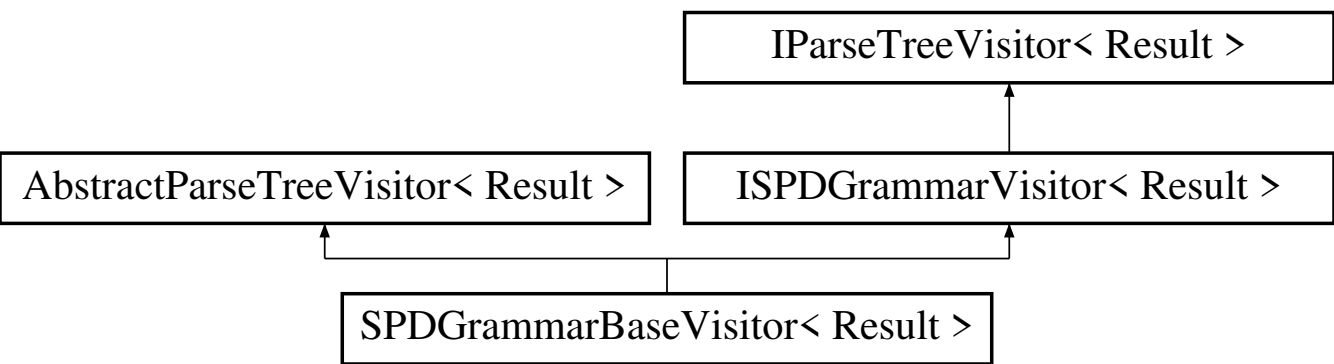 IParseTreeVisitor< Result >
AbstractParseTreeVisitor< Result >
ISPDGrammarVisitor< Result >
SPDGrammarBaseVisitor< Result >